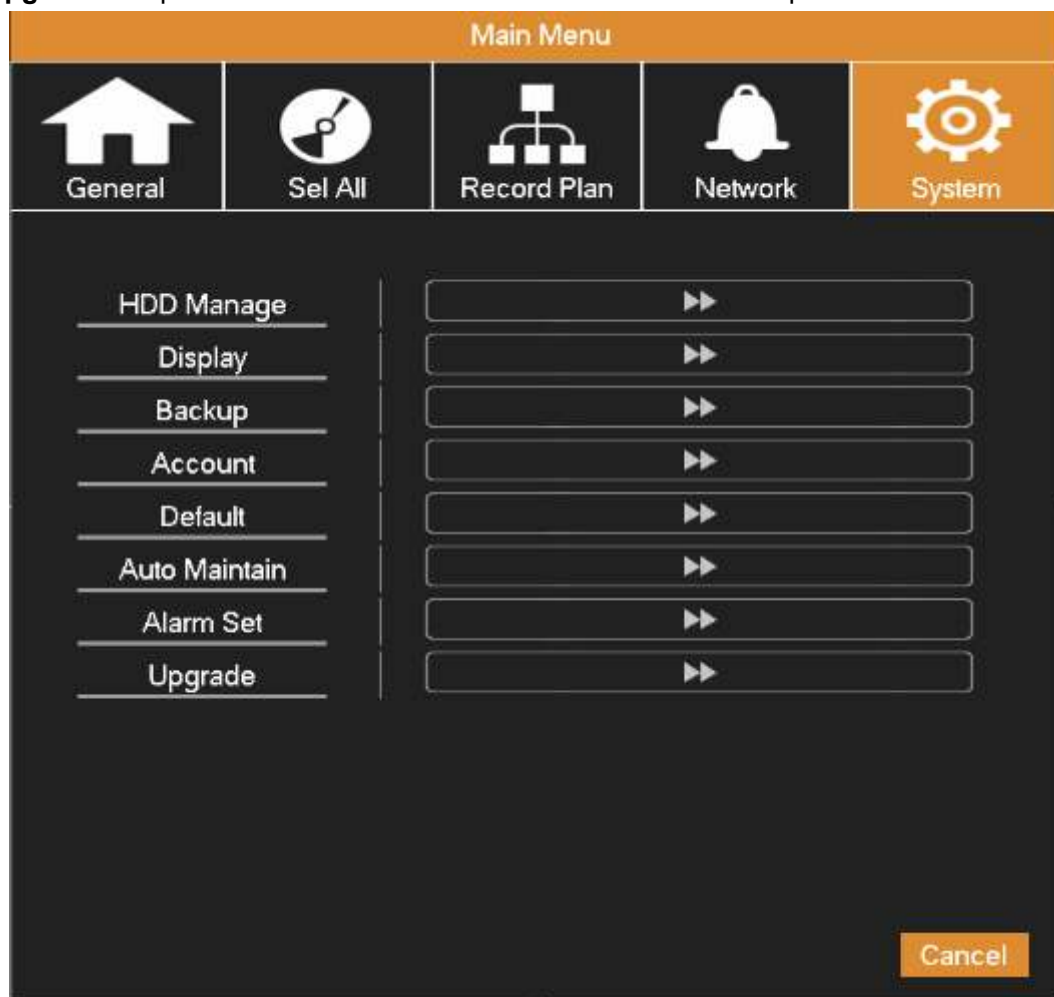 Main Menu
General
Sel All
Record Plan
Network
System
HDD Manage
Display
Backup
Account
Default
Auto Maintain
Alarm Set
Upgrade
Cancel